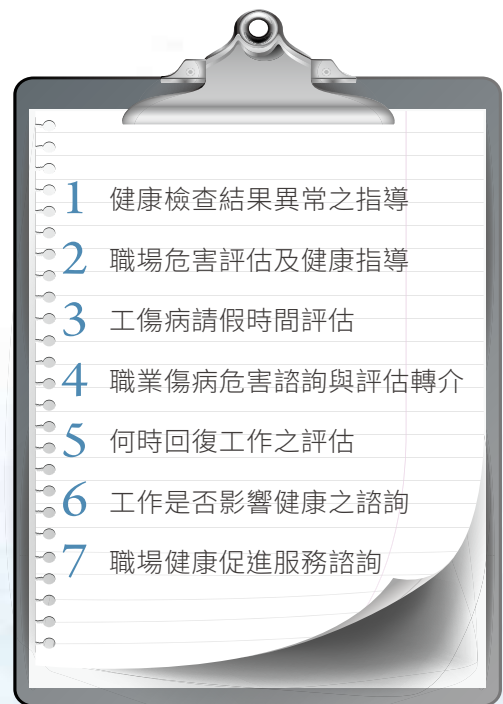 1 健康檢查結果異常之指導
2 職場危害評估及健康指導
3 工傷病請假時間評估
4 職業傷病危害諮詢與評估轉介
5 何時回復工作之評估
6 工作是否影響健康之諮詢
7 職場健康促進服務諮詢